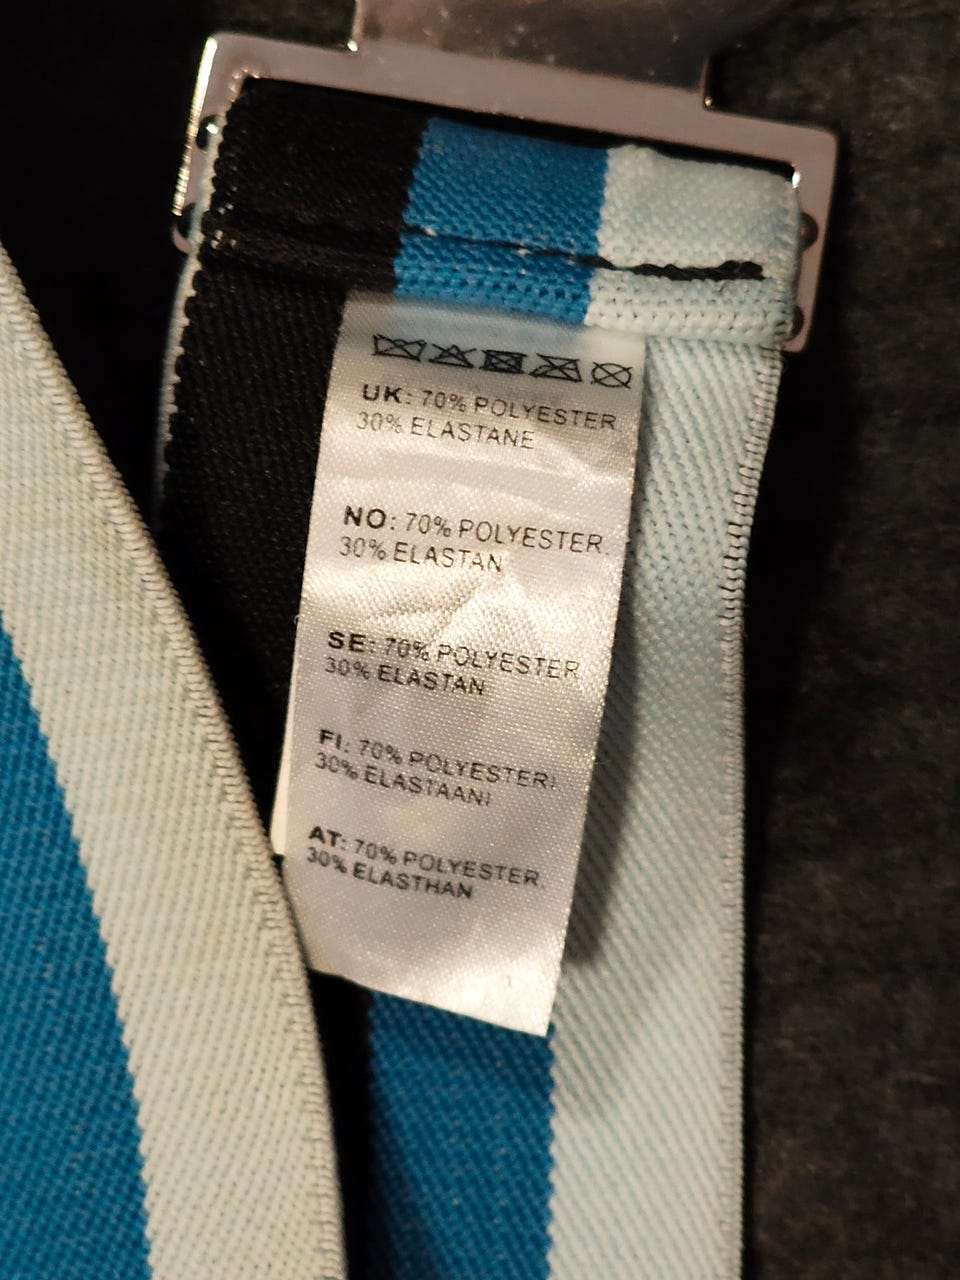 UK: 70% POLYESTER
30% ELASTANE
NO: 70% POLYESTER.
30% ELASTAN
SE: 70% POLYESTER
30% ELASTAN
FI: 70% POLYESTERI
30% ELASTAANI
AT: 70% POLYESTER.
30% ELASTHAN